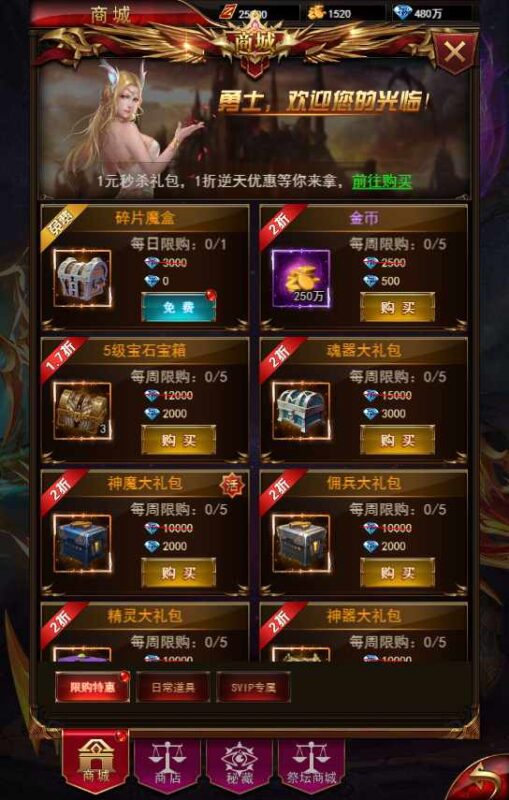 商城
1520
480万
商城
勇士，欢迎您的光临！
1元秒杀礼包，1折逆天优惠等你来拿，前往购买
免费
碎片魔盒
每日限购：0/1
3000
0
免费
2折
金币
每周限购：0/5
2500
500
250万
购买
1.7折
5级宝石宝箱
每周限购：0/5
12000
2000
3
购买
2折
魂器大礼包
每周限购：0/5
15000
3000
购买
2折
神魔大礼包
活
每周限购：0/5
10000
2000
购买
2折
佣兵大礼包
每周限购：0/5
10000
2000
购买
2折
精灵大礼包
每周限购：0/5
10000
2折
神器大礼包
每周限购：0/5
10000
限购特惠
日常道具
SVIP专属
商城
商店
秘藏
祭坛商城